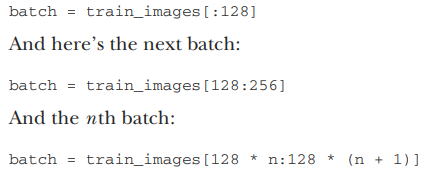 batch = train_images[:128]
And here's the next batch:
batch = train_images[128:256]
And the nth batch:
batch = train_images[128 * n:128 * (n + 1)]